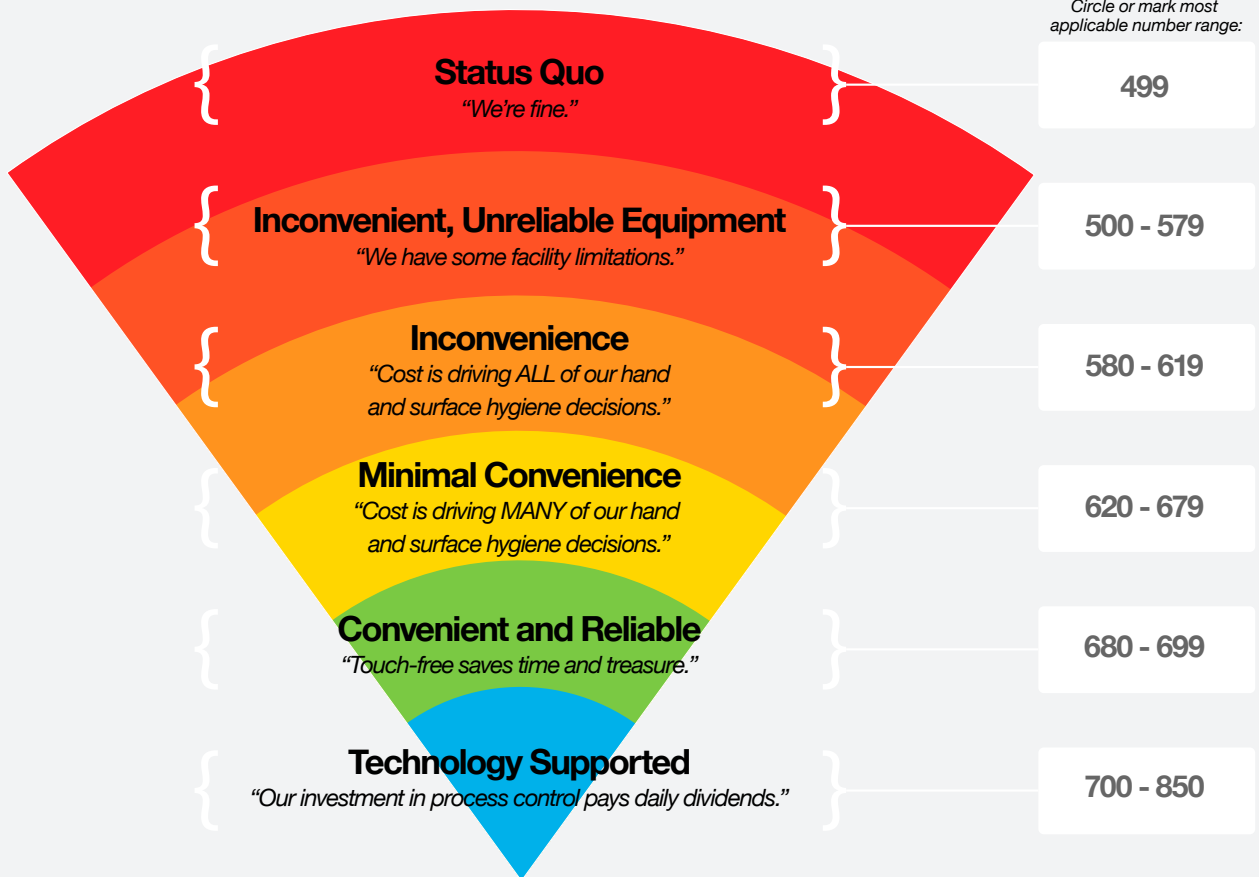 Circle or mark most
applicable number range:
Status Quo
“We’re fine.”
499
Inconvenient, Unreliable Equipment
“We have some facility limitations.”
500 - 579
Inconvenience
“Cost is driving ALL of our hand
and surface hygiene decisions.”
580 - 619
Minimal Convenience
“Cost is driving MANY of our hand
and surface hygiene decisions.”
620 - 679
Convenient and Reliable
“Touch-free saves time and treasure.”
680 - 699
Technology Supported
“Our investment in process control pays daily dividends.”
700 - 850